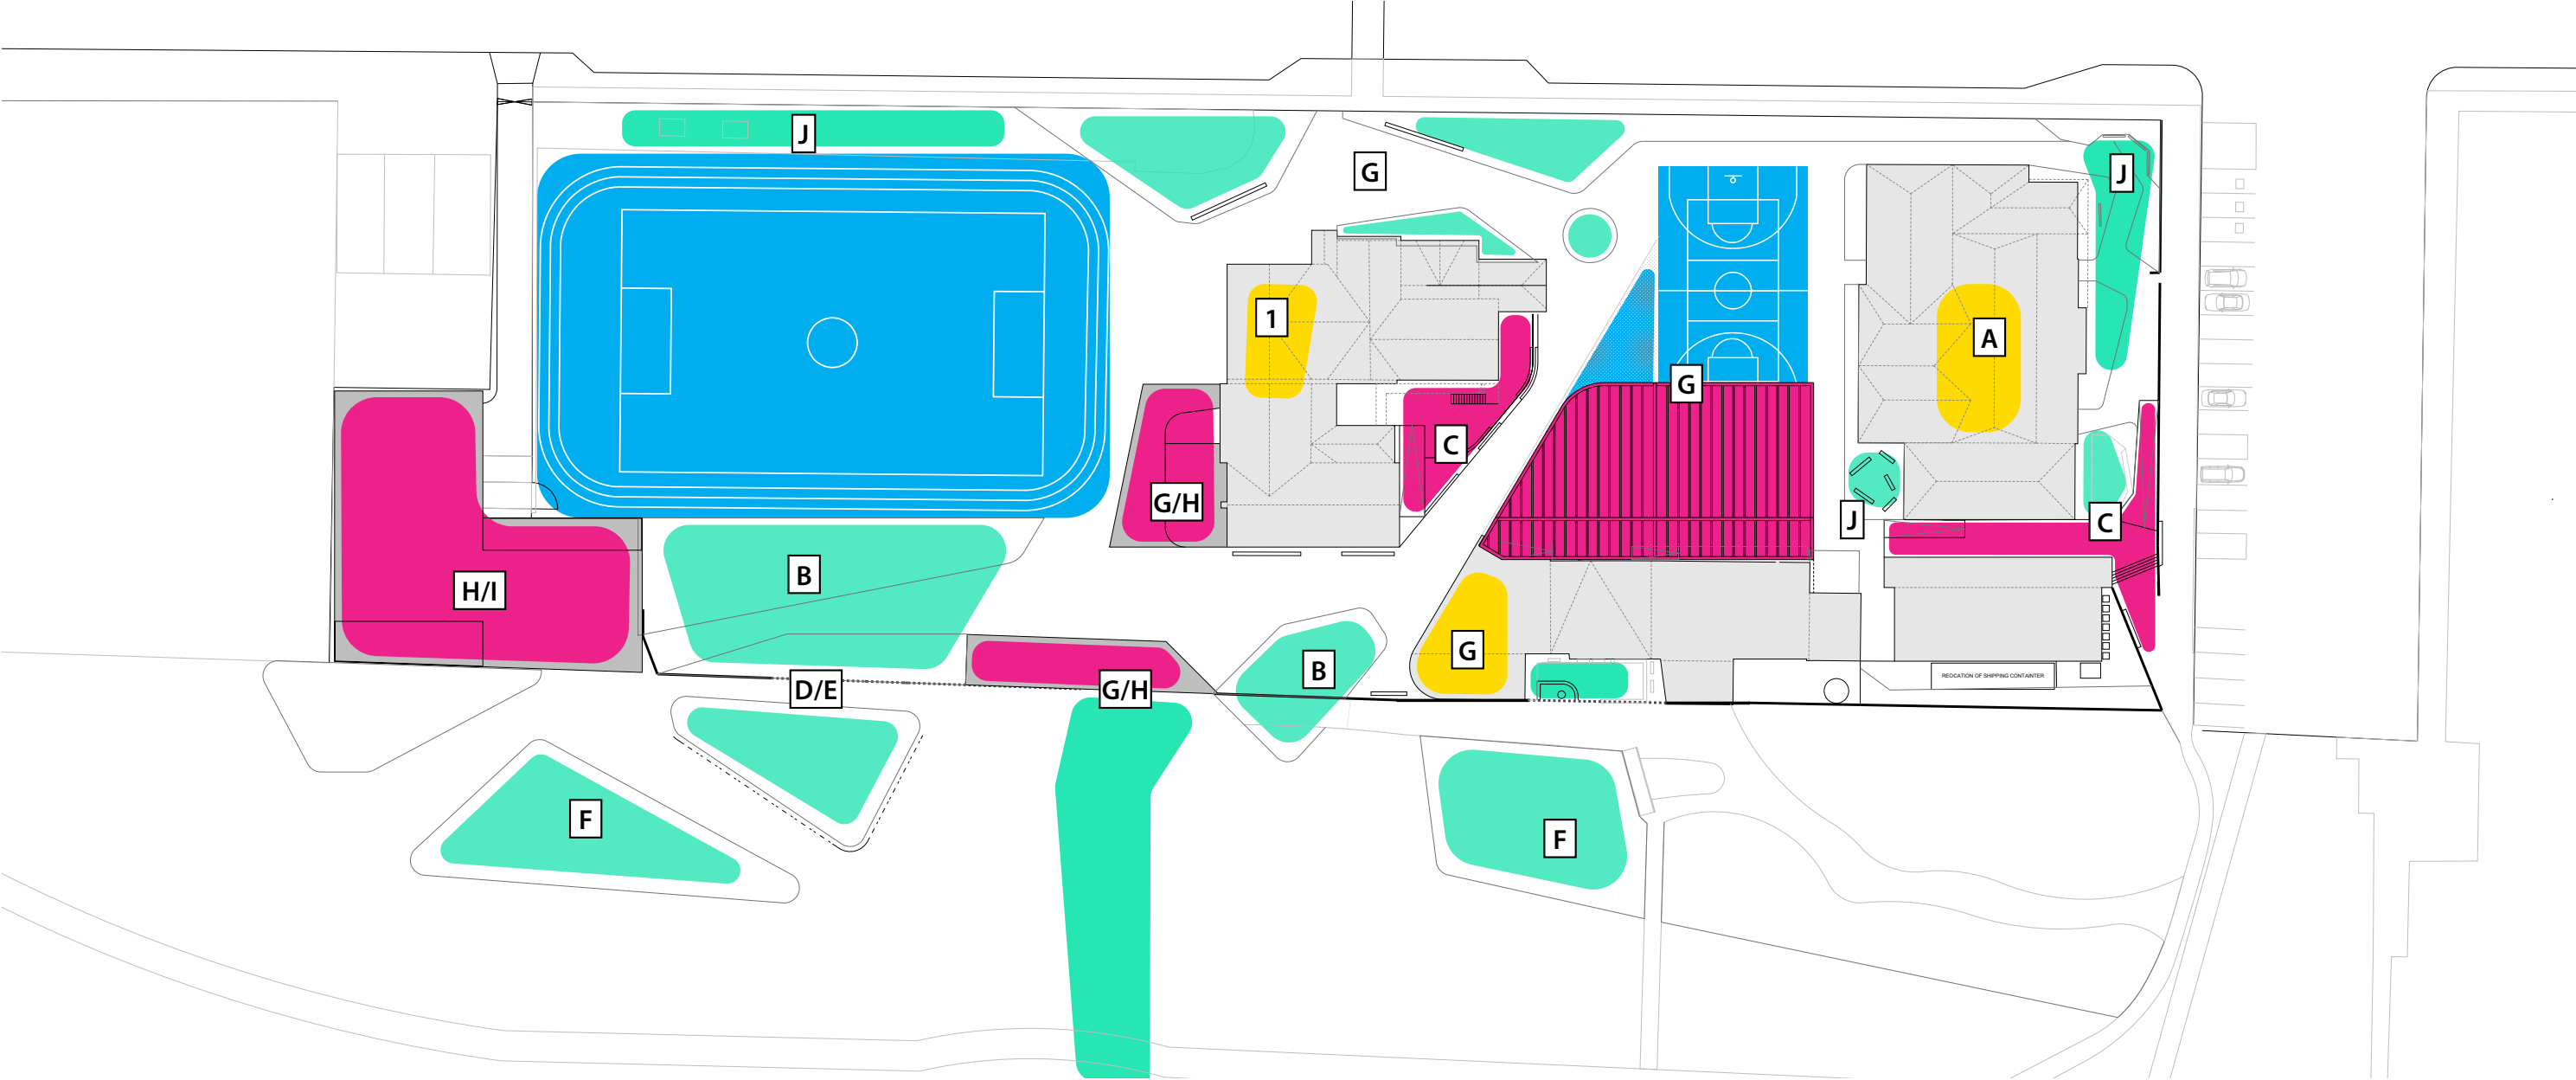 J
G
J
1
A
G
C
G/H
J
C
B
H/I
G
B
D/E
G/H
REOCATION OF SHIPPING CONTAINTER
F
F